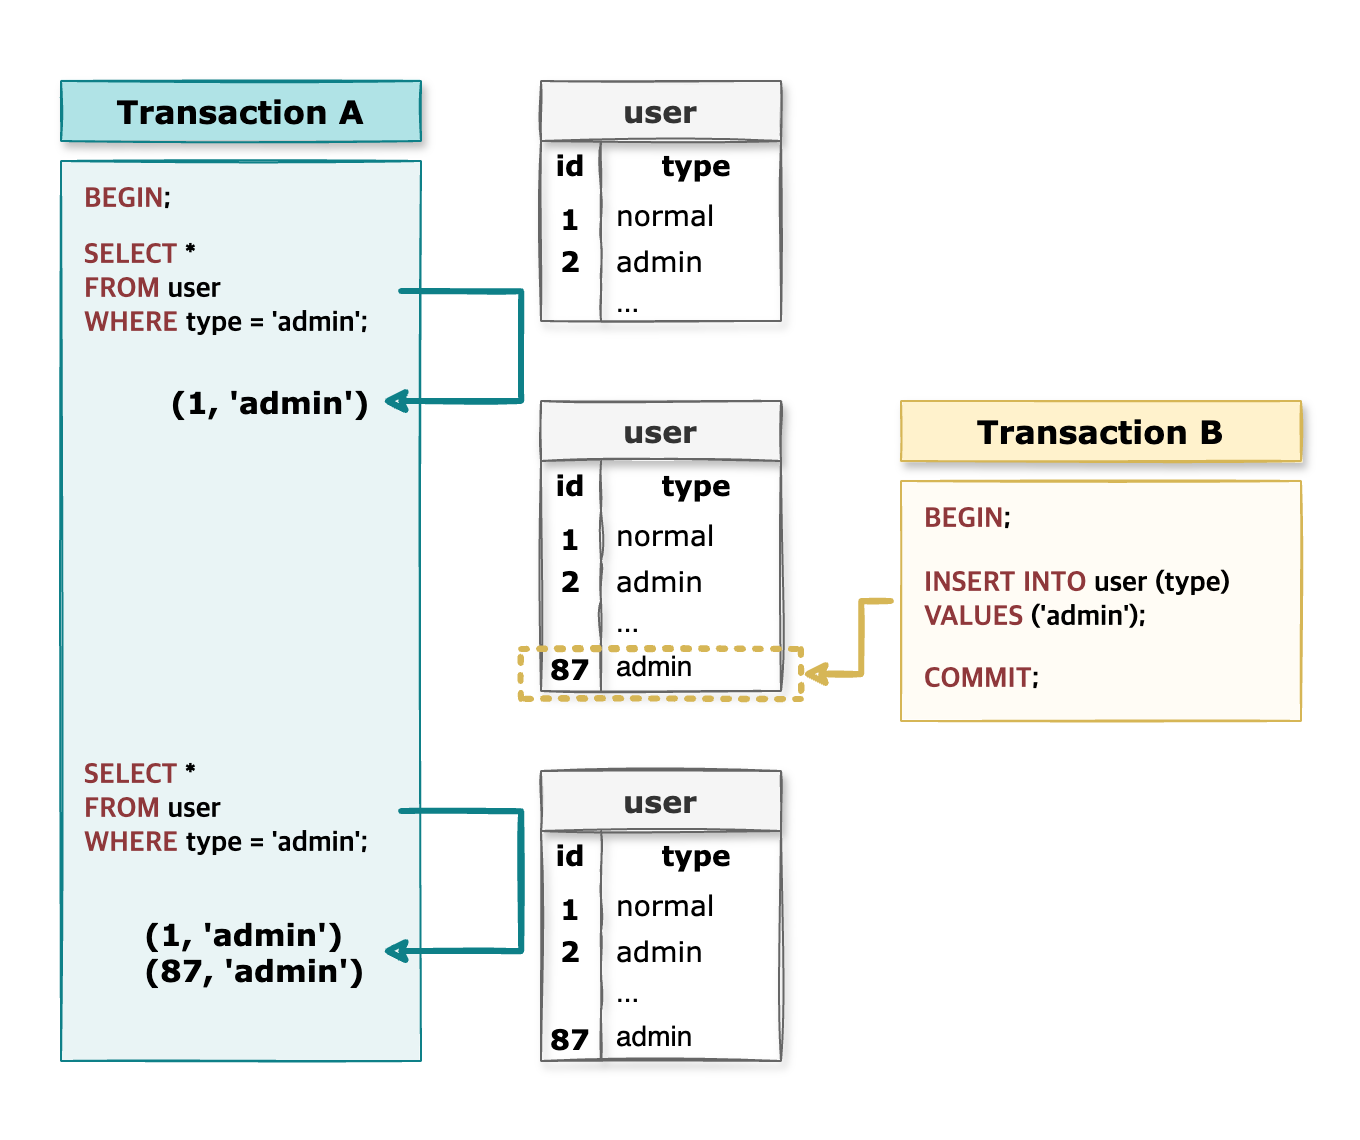 Transaction A
BEGIN;
SELECT *
FROM user
WHERE type = 'admin';
(1, 'admin')
user
id type
1 normal
2 admin
...
user
id type
1 normal
2 admin
...
87 admin
Transaction B
BEGIN;
INSERT INTO user (type)
VALUES ('admin');
COMMIT;
SELECT *
FROM user
WHERE type = 'admin';
(1, 'admin')
(87, 'admin')
user
id type
1 normal
2 admin
...
87 admin